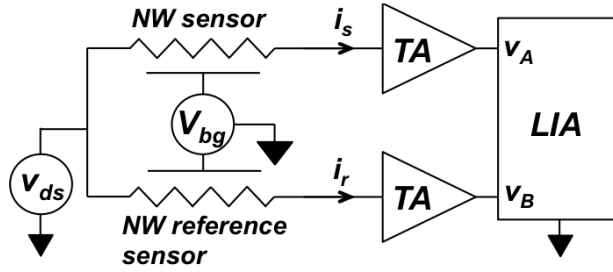 NW sensor
i_s
TA
v_A
V_bg
LIA
v_ds
i_r
TA
v_B
NW reference
sensor